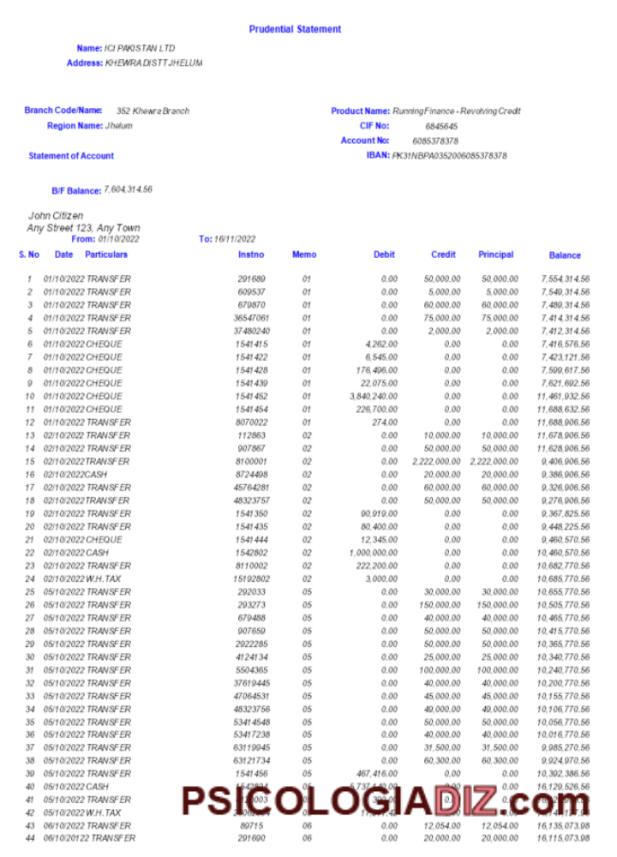 Prudential Statement
Name: ICI PAKISTAN LTD
Address: KHEWRA DISTT JHELUM
Branch Code/Name: 352 Khewra Branch Product Name: Running Finance - Revolving Credit
Region Name: Jhelum CIF No: 6845645
Account No: 6085378378
Statement of Account IBAN: PK31NBPA0352006085378378
B/F Balance: 7,604,314.56
John Citizen
Any Street 123, Any Town
From: 01/10/2022 To: 16/11/2022
S. No Date Particulars Instno Memo Debit Credit Principal Balance
1 01/10/2022 TRANSFER 291689 01 0.00 50,000.00 50,000.00 7,554,314.56
2 01/10/2022 TRANSFER 609537 01 0.00 5,000.00 5,000.00 7,549,314.56
3 01/10/2022 TRANSFER 679870 01 0.00 60,000.00 60,000.00 7,489,314.56
4 01/10/2022 TRANSFER 36547061 01 0.00 75,000.00 75,000.00 7,414,314.56
5 01/10/2022 TRANSFER 37480240 01 0.00 2,000.00 2,000.00 7,412,314.56
6 01/10/2022 CHEQUE 1541415 01 4,262.00 0.00 0.00 7,416,576.56
7 01/10/2022 CHEQUE 1541422 01 6,545.00 0.00 0.00 7,423,121.56
8 01/10/2022 CHEQUE 1541428 01 176,496.00 0.00 0.00 7,599,617.56
9 01/10/2022 CHEQUE 1541439 01 22,075.00 0.00 0.00 7,621,692.56
10 01/10/2022 CHEQUE 1541452 01 3,840,240.00 0.00 0.00 11,461,932.56
11 01/10/2022 CHEQUE 1541454 01 226,700.00 0.00 0.00 11,688,632.56
12 01/10/2022 TRANSFER 8070022 01 274.00 0.00 0.00 11,688,906.56
13 02/10/2022 TRANSFER 112863 02 0.00 10,000.00 10,000.00 11,678,906.56
14 02/10/2022 TRANSFER 907867 02 0.00 50,000.00 50,000.00 11,628,906.56
15 02/10/2022TRANSFER 8100001 02 0.00 2,222,000.00 2,222,000.00 9,406,906.56
16 02/10/2022CASH 8724498 02 0.00 20,000.00 20,000.00 9,386,906.56
17 02/10/2022 TRANSFER 45764281 02 0.00 60,000.00 60,000.00 9,326,906.56
18 02/10/2022TRANSFER 48323757 02 0.00 50,000.00 50,000.00 9,276,906.56
19 02/10/2022 TRANSFER 1541350 02 90,919.00 0.00 0.00 9,367,825.56
20 02/10/2022 TRANSFER 1541435 02 80,400.00 0.00 0.00 9,448,225.56
21 02/10/2022 CHEQUE 1541444 02 12,345.00 0.00 0.00 9,460,570.56
22 02/10/2022 CASH 1542802 02 1,000,000.00 0.00 0.00 10,460,570.56
23 02/10/2022 TRANSFER 8110002 02 222,200.00 0.00 0.00 10,682,770.56
24 02/10/2022 W.H. TAX 15192802 02 3,000.00 0.00 0.00 10,685,770.56
25 05/10/2022 TRANSFER 292033 05 0.00 30,000.00 30,000.00 10,655,770.56
26 05/10/2022 TRANSFER 293273 05 0.00 150,000.00 150,000.00 10,505,770.56
27 05/10/2022 TRANSFER 679488 05 0.00 40,000.00 40,000.00 10,465,770.56
28 05/10/2022 TRANSFER 907659 05 0.00 50,000.00 50,000.00 10,415,770.56
29 05/10/2022 TRANSFER 2922285 05 0.00 50,000.00 50,000.00 10,365,770.56
30 05/10/2022 TRANSFER 4124134 05 0.00 25,000.00 25,000.00 10,340,770.56
31 05/10/2022 TRANSFER 5504365 05 0.00 100,000.00 100,000.00 10,240,770.56
32 05/10/2022 TRANSFER 37619445 05 0.00 40,000.00 40,000.00 10,200,770.56
33 05/10/2022 TRANSFER 47064531 05 0.00 45,000.00 45,000.00 10,155,770.56
34 05/10/2022 TRANSFER 48323756 05 0.00 49,000.00 49,000.00 10,106,770.56
35 05/10/2022 TRANSFER 53414548 05 0.00 50,000.00 50,000.00 10,056,770.56
36 05/10/2022 TRANSFER 53417238 05 0.00 40,000.00 40,000.00 10,016,770.56
37 05/10/2022 TRANSFER 63119945 05 0.00 31,500.00 31,500.00 9,985,270.56
38 05/10/2022 TRANSFER 63121734 05 0.00 60,300.00 60,300.00 9,924,970.56
39 05/10/2022 TRANSFER 1541456 05 467,416.00 0.00 0.00 10,392,386.56
40 05/10/2022 CASH 0.00 0.00 16,129,526.56
41 05/10/2022 TRANSFER
42 05/10/2022 W.H. TAX
PSICOLOGIADIZ.com
43 06/10/2022 TRANSFER 89715 06 0.00 12,054.00 12,054.00 16,135,073.98
44 06/10/20122 TRANSFER 291690 06 0.00 20,000.00 20,000.00 16,115,073.98